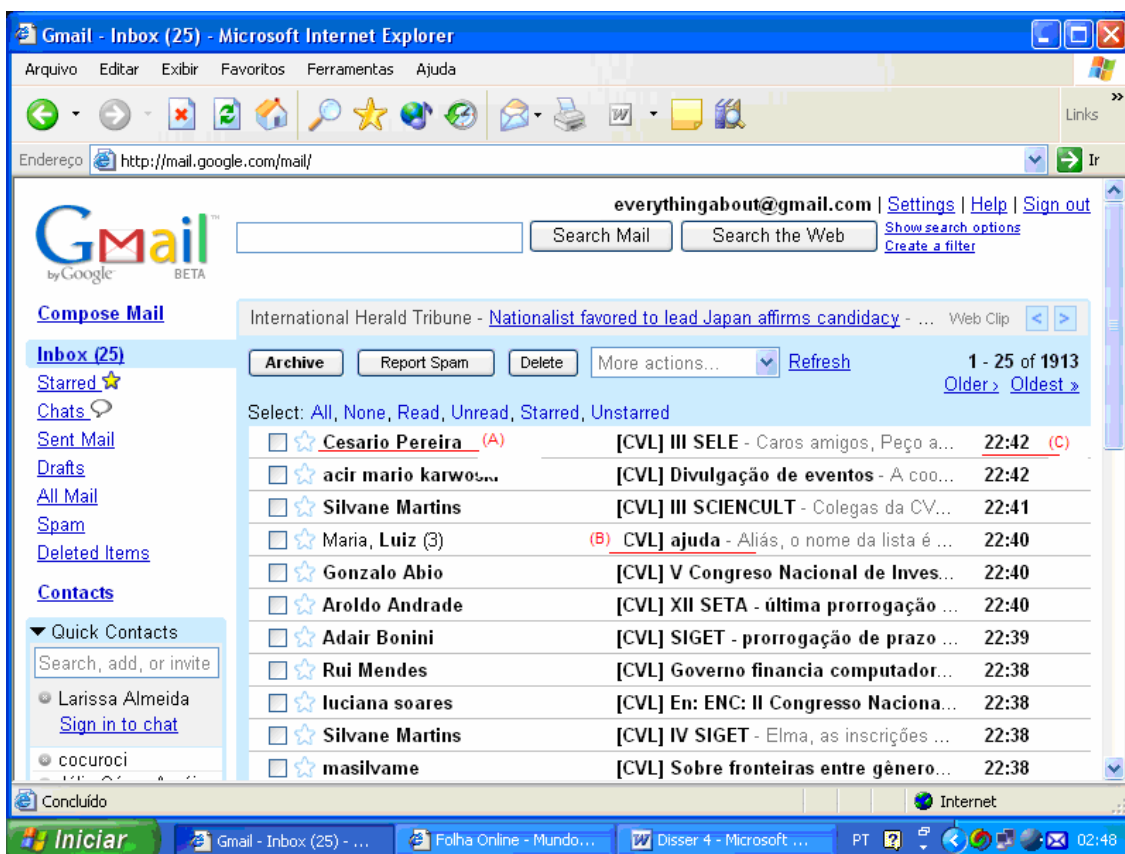 Gmail - Inbox (25) - Microsoft Internet Explorer
Arquivo Editar Exibir Favoritos Ferramentas Ajuda
Links
Endereço http://mail.google.com/mail/ Ir
everythingabout@gmail.com | Settings | Help | Sign out
Gmail™ by Google BETA
Search Mail Search the Web Show search options
Create a filter
Compose Mail
International Herald Tribune - Nationalist favored to lead Japan affirms candidacy - ... Web Clip < >
Inbox (25)
Archive Report Spam Delete More actions... Refresh 1 - 25 of 1913
Starred
Older › Oldest »
Chats
Select: All, None, Read, Unread, Starred, Unstarred
Sent Mail
Cesario Pereira (A) [CVL] III SELE - Caros amigos, Peço a... 22:42 (C)
Drafts
acir mario [CVL] Divulgação de eventos - A coo... 22:42
All Mail
Silvane Martins [CVL] III SCIENCULT - Colegas da CV... 22:41
Spam
Maria, Luiz (3) (B) CVL] ajuda - Aliás, o nome da lista é ... 22:40
Deleted Items
Gonzalo Abio [CVL] V Congreso Nacional de Inves... 22:40
Contacts
Aroldo Andrade [CVL] XII SETA - última prorrogação ... 22:40
Quick Contacts
Adair Bonini [CVL] SIGET - prorrogação de prazo ... 22:39
Search, add, or invite
Rui Mendes [CVL] Governo financia computador... 22:38
Larissa Almeida
luciana soares [CVL] En: ENC: II Congresso Naciona... 22:38
Sign in to chat
Silvane Martins [CVL] IV SIGET - Elma, as inscrições ... 22:38
cocuroci
masilvame [CVL] Sobre fronteiras entre gênero... 22:38
Concluído Internet
Iniciar Gmail - Inbox (25) - ... Folha Online - Mundo... Disser 4 - Microsoft ... PT 02:48